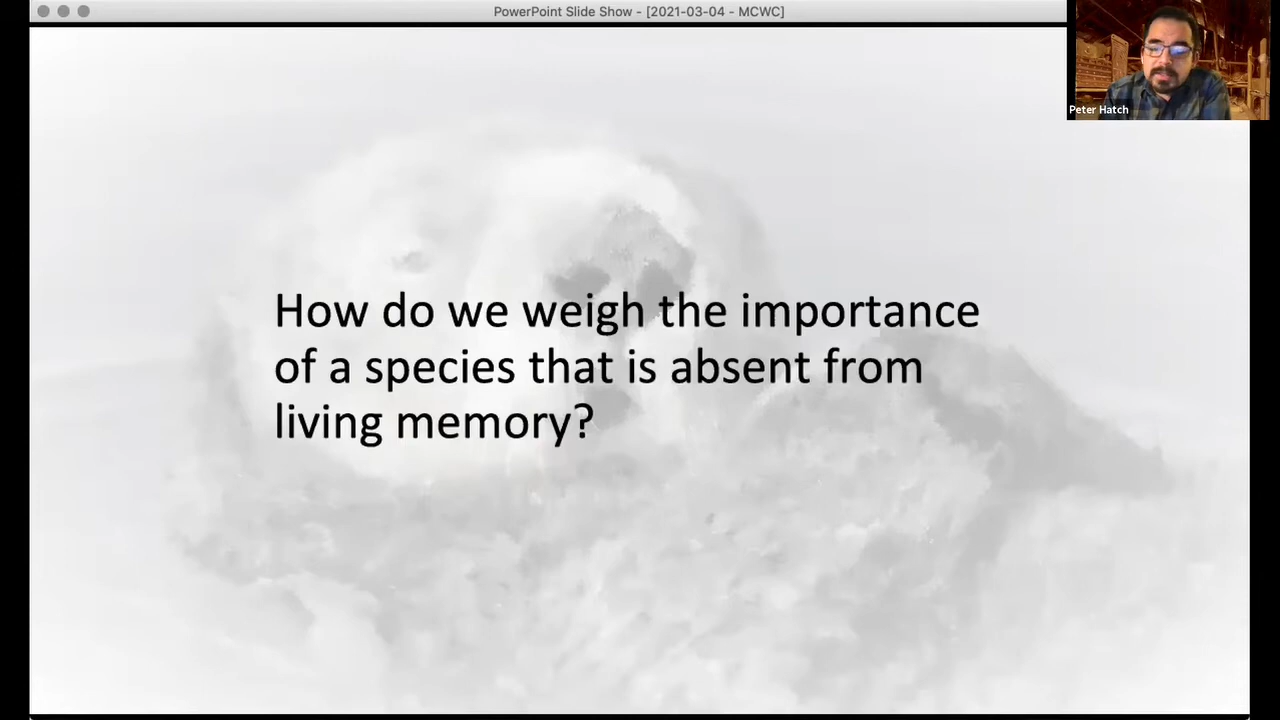 PowerPoint Slide Show - [2021-03-04 - MCWC]
Peter Hatch
How do we weigh the importance
of a species that is absent from
living memory?